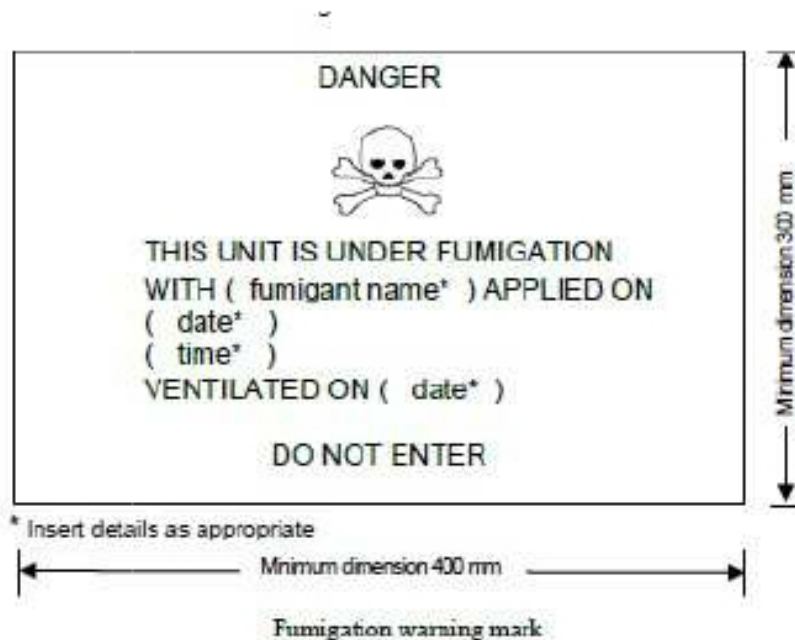 DANGER
THIS UNIT IS UNDER FUMIGATION
WITH ( fumigant name* ) APPLIED ON
( date* )
( time* )
VENTILATED ON ( date* )
DO NOT ENTER
Minimum dimension 300 mm
* Insert details as appropriate
Minimum dimension 400 mm
Fumigation warning mark